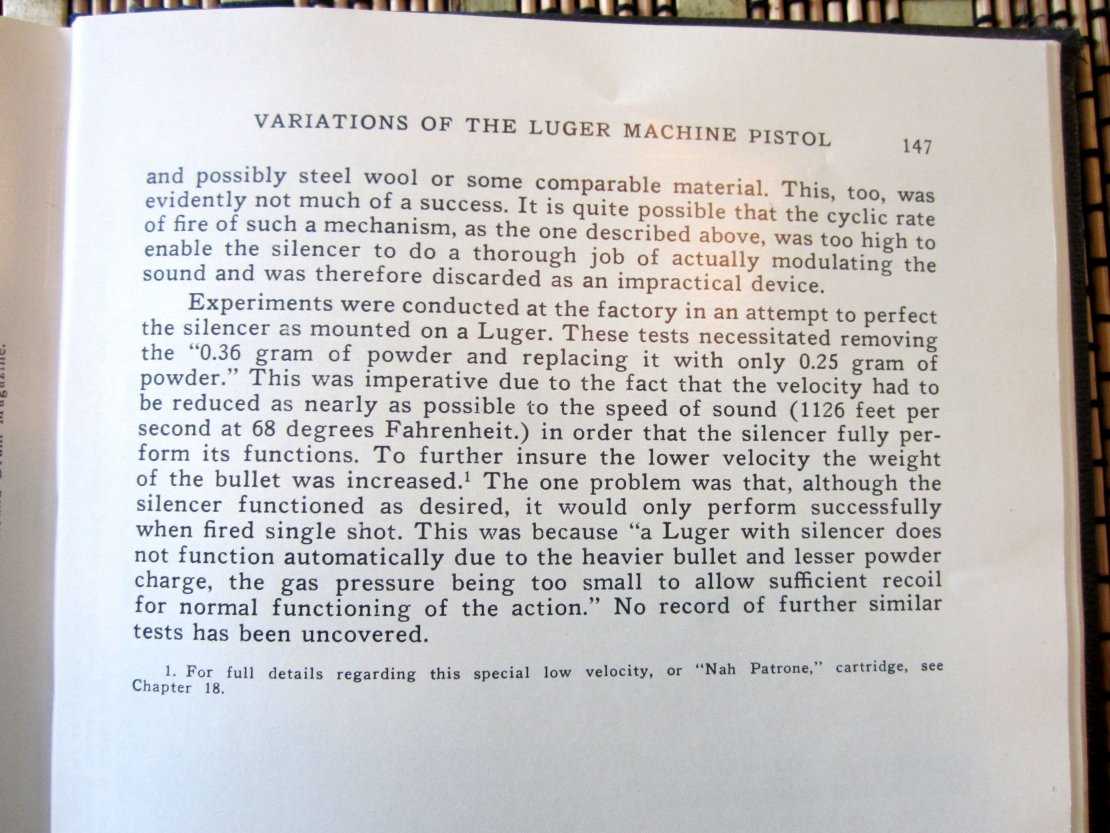 VARIATIONS OF THE LUGER MACHINE PISTOL 147
and possibly steel wool or some comparable material. This, too, was
evidently not much of a success. It is quite possible that the cyclic rate
of fire of such a mechanism, as the one described above, was too high to
enable the silencer to do a thorough job of actually modulating the
sound and was therefore discarded as an impractical device.
Experiments were conducted at the factory in an attempt to perfect
the silencer as mounted on a Luger. These tests necessitated removing
the “0.36 gram of powder and replacing it with only 0.25 gram of
powder.” This was imperative due to the fact that the velocity had to
be reduced as nearly as possible to the speed of sound (1126 feet per
second at 68 degrees Fahrenheit.) in order that the silencer fully per-
form its functions. To further insure the lower velocity the weight
of the bullet was increased.¹ The one problem was that, although the
silencer functioned as desired, it would only perform successfully
when fired single shot. This was because “a Luger with silencer does
not function automatically due to the heavier bullet and lesser powder
charge, the gas pressure being too small to allow sufficient recoil
for normal functioning of the action.” No record of further similar
tests has been uncovered.
1. For full details regarding this special low velocity, or “Nah Patrone,” cartridge, see
Chapter 18.